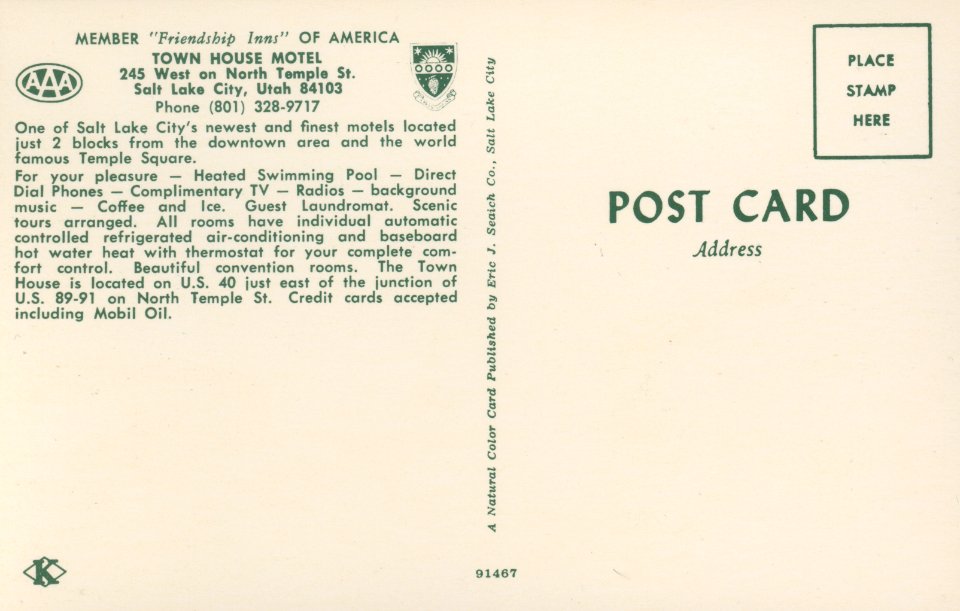 MEMBER "Friendship Inns" OF AMERICA
AAA
TOWN HOUSE MOTEL
245 West on North Temple St.
Salt Lake City, Utah 84103
Phone (801) 328-9717
One of Salt Lake City's newest and finest motels located
just 2 blocks from the downtown area and the world
famous Temple Square.
For your pleasure — Heated Swimming Pool — Direct
Dial Phones — Complimentary TV — Radios — background
music — Coffee and Ice. Guest Laundromat. Scenic
tours arranged. All rooms have individual automatic
controlled refrigerated air-conditioning and baseboard
hot water heat with thermostat for your complete com-
fort control. Beautiful convention rooms. The Town
House is located on U.S. 40 just east of the junction of
U.S. 89-91 on North Temple St. Credit cards accepted
including Mobil Oil.
K
A Natural Color Card Published by Eric J. Seaich Co., Salt Lake City
91467
PLACE
STAMP
HERE
POST CARD
Address